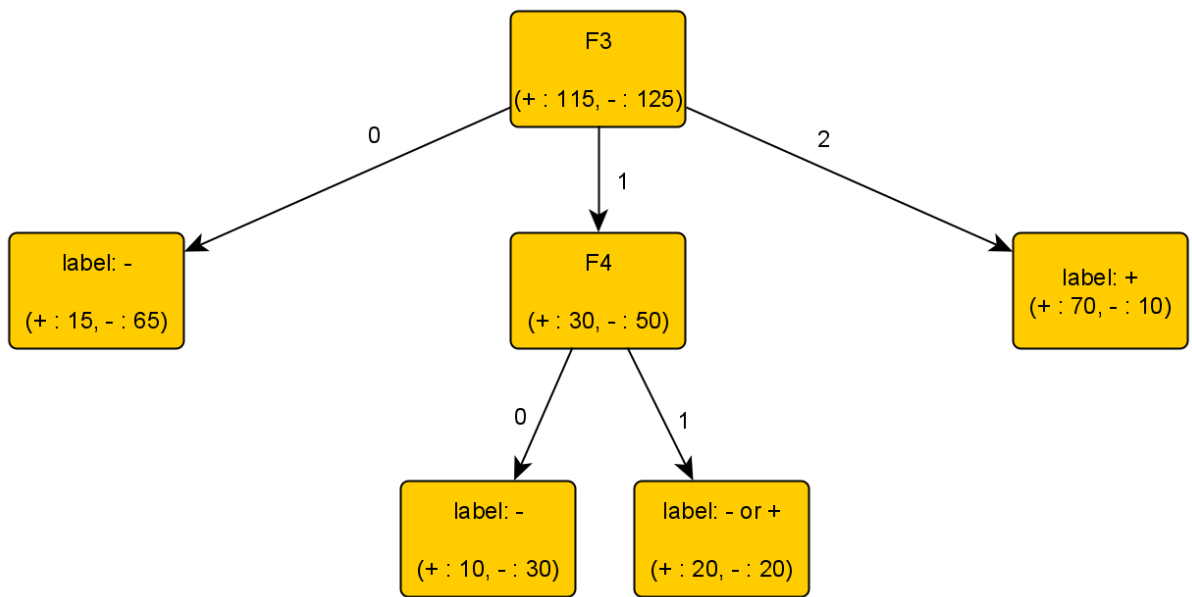 F3
(+ : 115, - : 125)
0
1
2
label: -
(+ : 15, - : 65)
F4
(+ : 30, - : 50)
label: +
(+ : 70, - : 10)
0
1
label: -
(+ : 10, - : 30)
label: - or +
(+ : 20, - : 20)